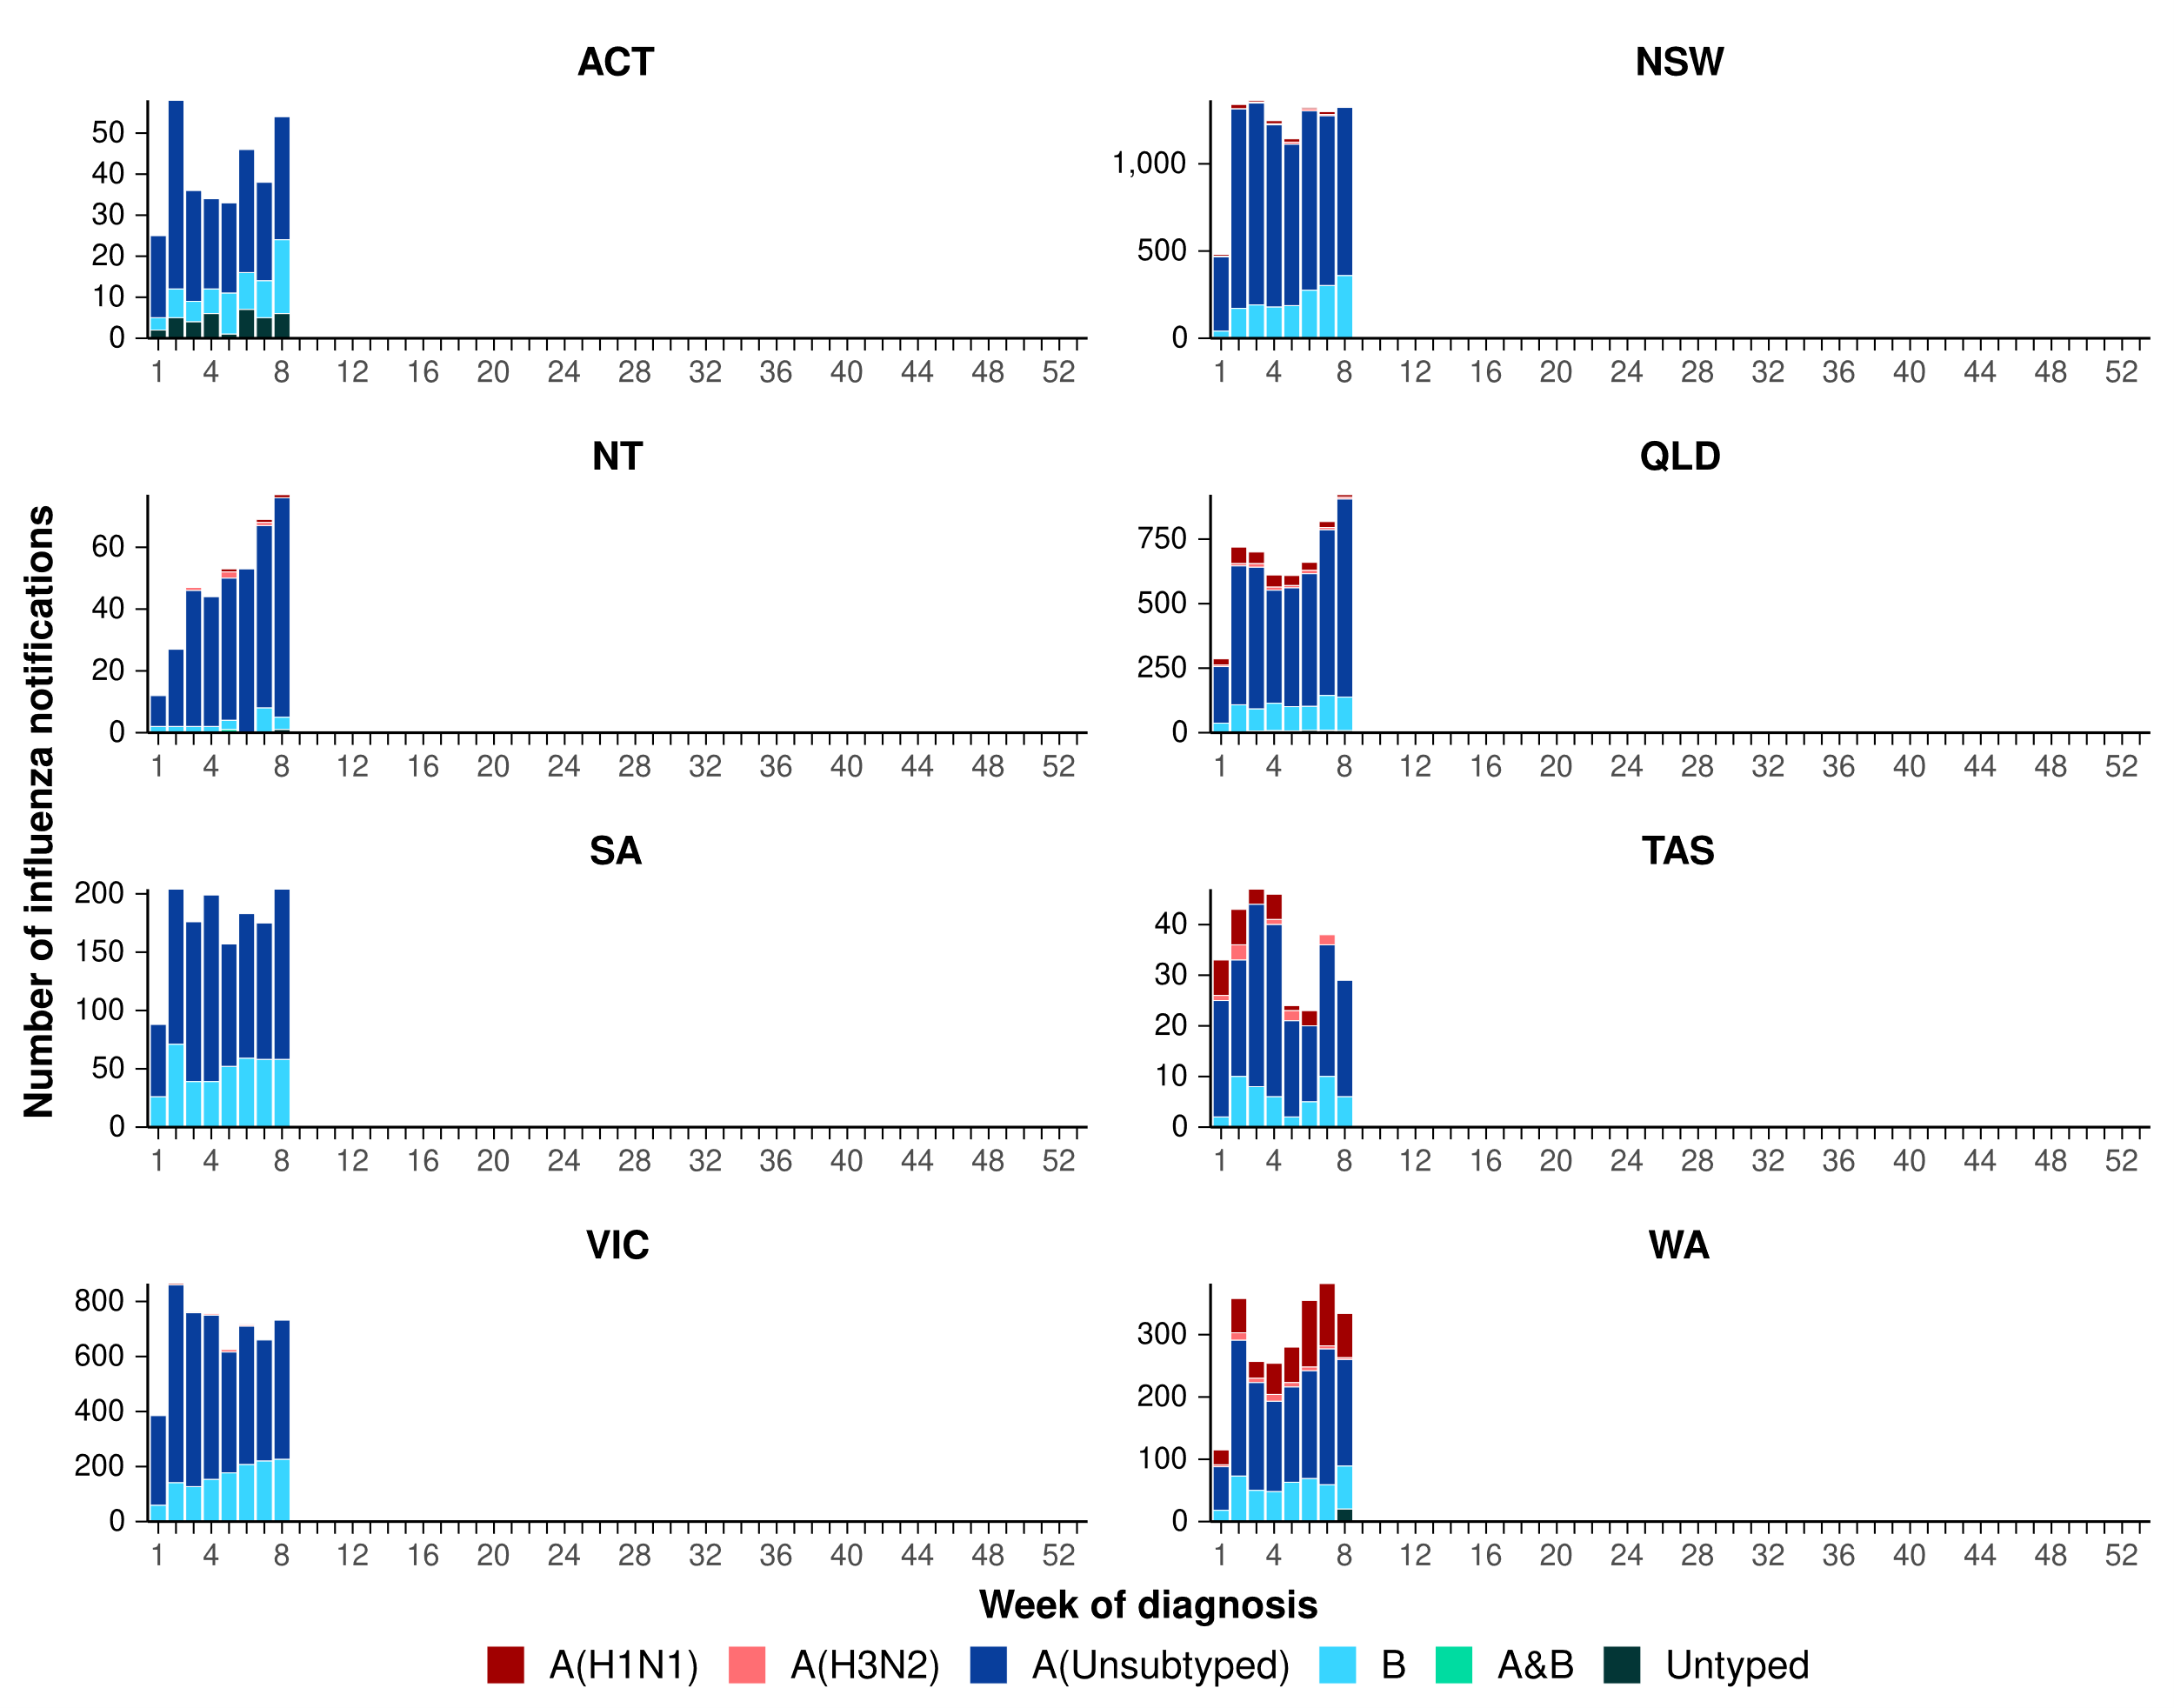 ACT
50
40
30
20
10
0
1 4 8 12 16 20 24 28 32 36 40 44 48 52
NSW
1,000
500
0
1 4 8 12 16 20 24 28 32 36 40 44 48 52
NT
60
40
20
0
1 4 8 12 16 20 24 28 32 36 40 44 48 52
QLD
750
500
250
0
1 4 8 12 16 20 24 28 32 36 40 44 48 52
SA
200
150
100
50
0
1 4 8 12 16 20 24 28 32 36 40 44 48 52
TAS
40
30
20
10
0
1 4 8 12 16 20 24 28 32 36 40 44 48 52
VIC
800
600
400
200
0
1 4 8 12 16 20 24 28 32 36 40 44 48 52
WA
300
200
100
0
1 4 8 12 16 20 24 28 32 36 40 44 48 52
Number of influenza notifications
Week of diagnosis
A(H1N1) A(H3N2) A(Unsubtyped) B A&B Untyped